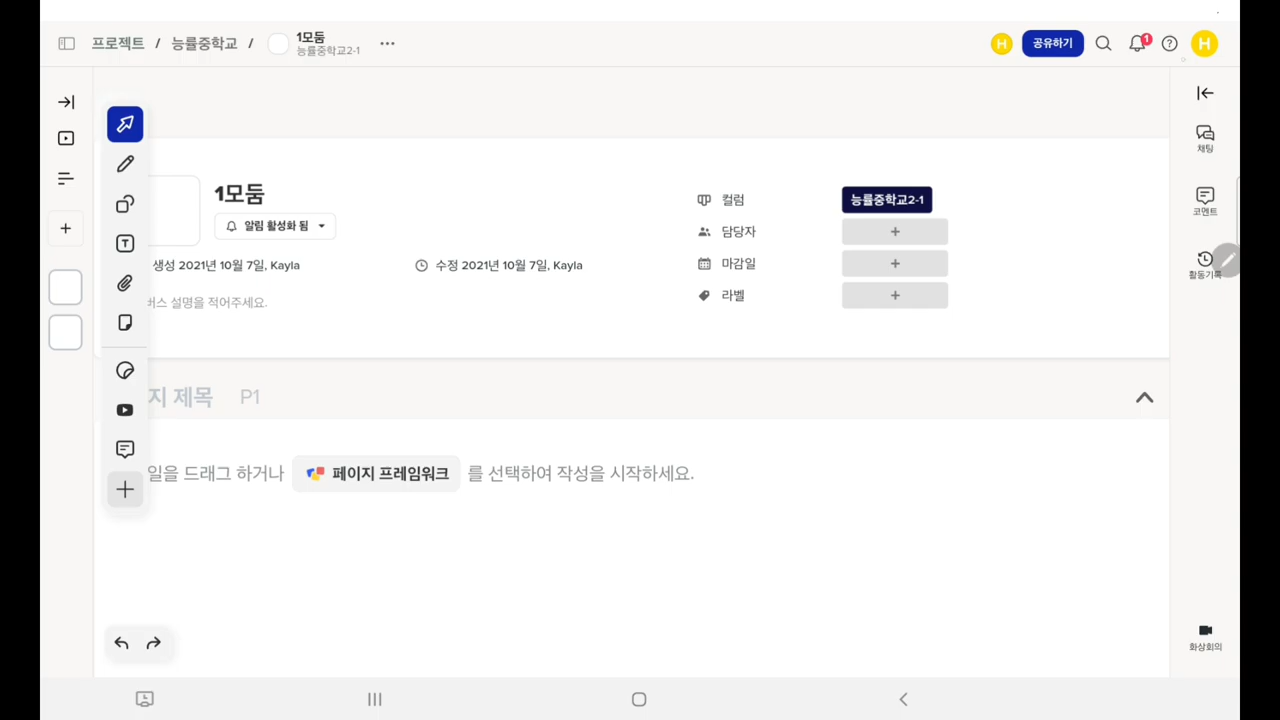 프로젝트 / 능률중학교 / 1모둠
능률중학교2-1
H 공유하기 1 H
채팅
코멘트
활동기록
화상회의
1모둠
알림 활성화 됨
생성 2021년 10월 7일, Kayla
수정 2021년 10월 7일, Kayla
버스 설명을 적어주세요.
컬럼 능률중학교2-1
담당자 +
마감일 +
라벨 +
지 제목 P1
일을 드래그 하거나 페이지 프레임워크 를 선택하여 작성을 시작하세요.